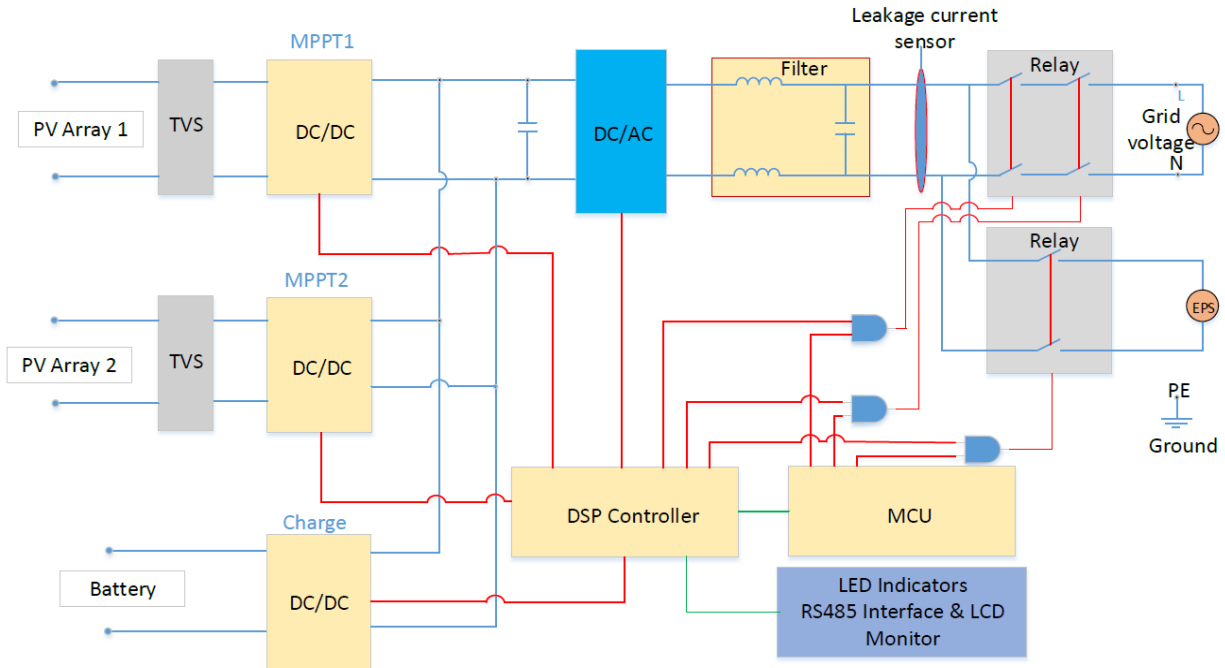 Leakage current
sensor
MPPT1
Filter
Relay
PV Array 1
TVS
DC/DC
DC/AC
L
Grid
voltage
N
MPPT2
Relay
PV Array 2
TVS
DC/DC
EPS
PE
Ground
Charge
DSP Controller
MCU
Battery
DC/DC
LED Indicators
RS485 Interface & LCD
Monitor